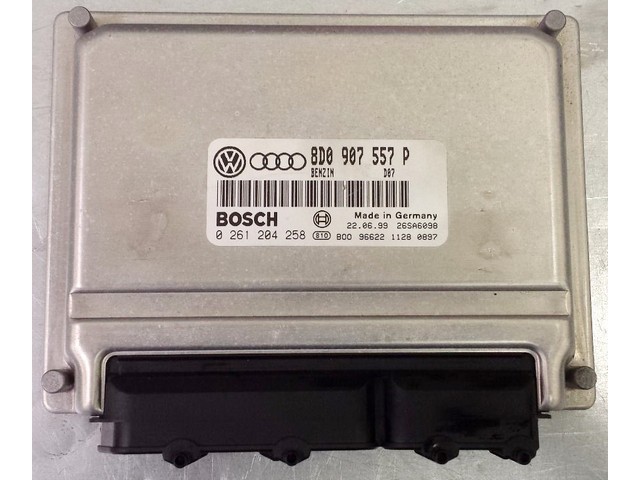 8D0 907 557 P
BENZIN D07
BOSCH
Made in Germany
22.06.99 26SA6098
0 261 204 258 810 B00 96622 1128 0897